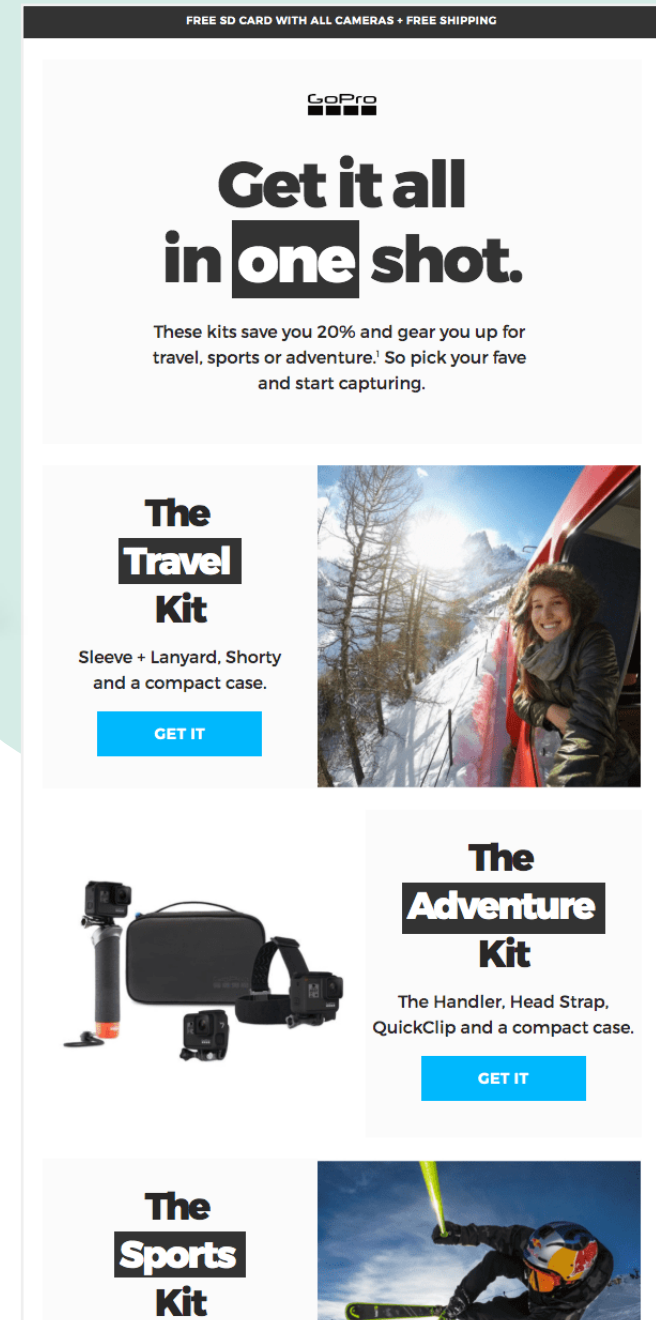 FREE SD CARD WITH ALL CAMERAS + FREE SHIPPING
GoPro
Get it all
in one shot.
These kits save you 20% and gear you up for
travel, sports or adventure.¹ So pick your fave
and start capturing.
The
Travel
Kit
Sleeve + Lanyard, Shorty
and a compact case.
GET IT
The
Adventure
Kit
The Handler, Head Strap,
QuickClip and a compact case.
GET IT
The
Sports
Kit